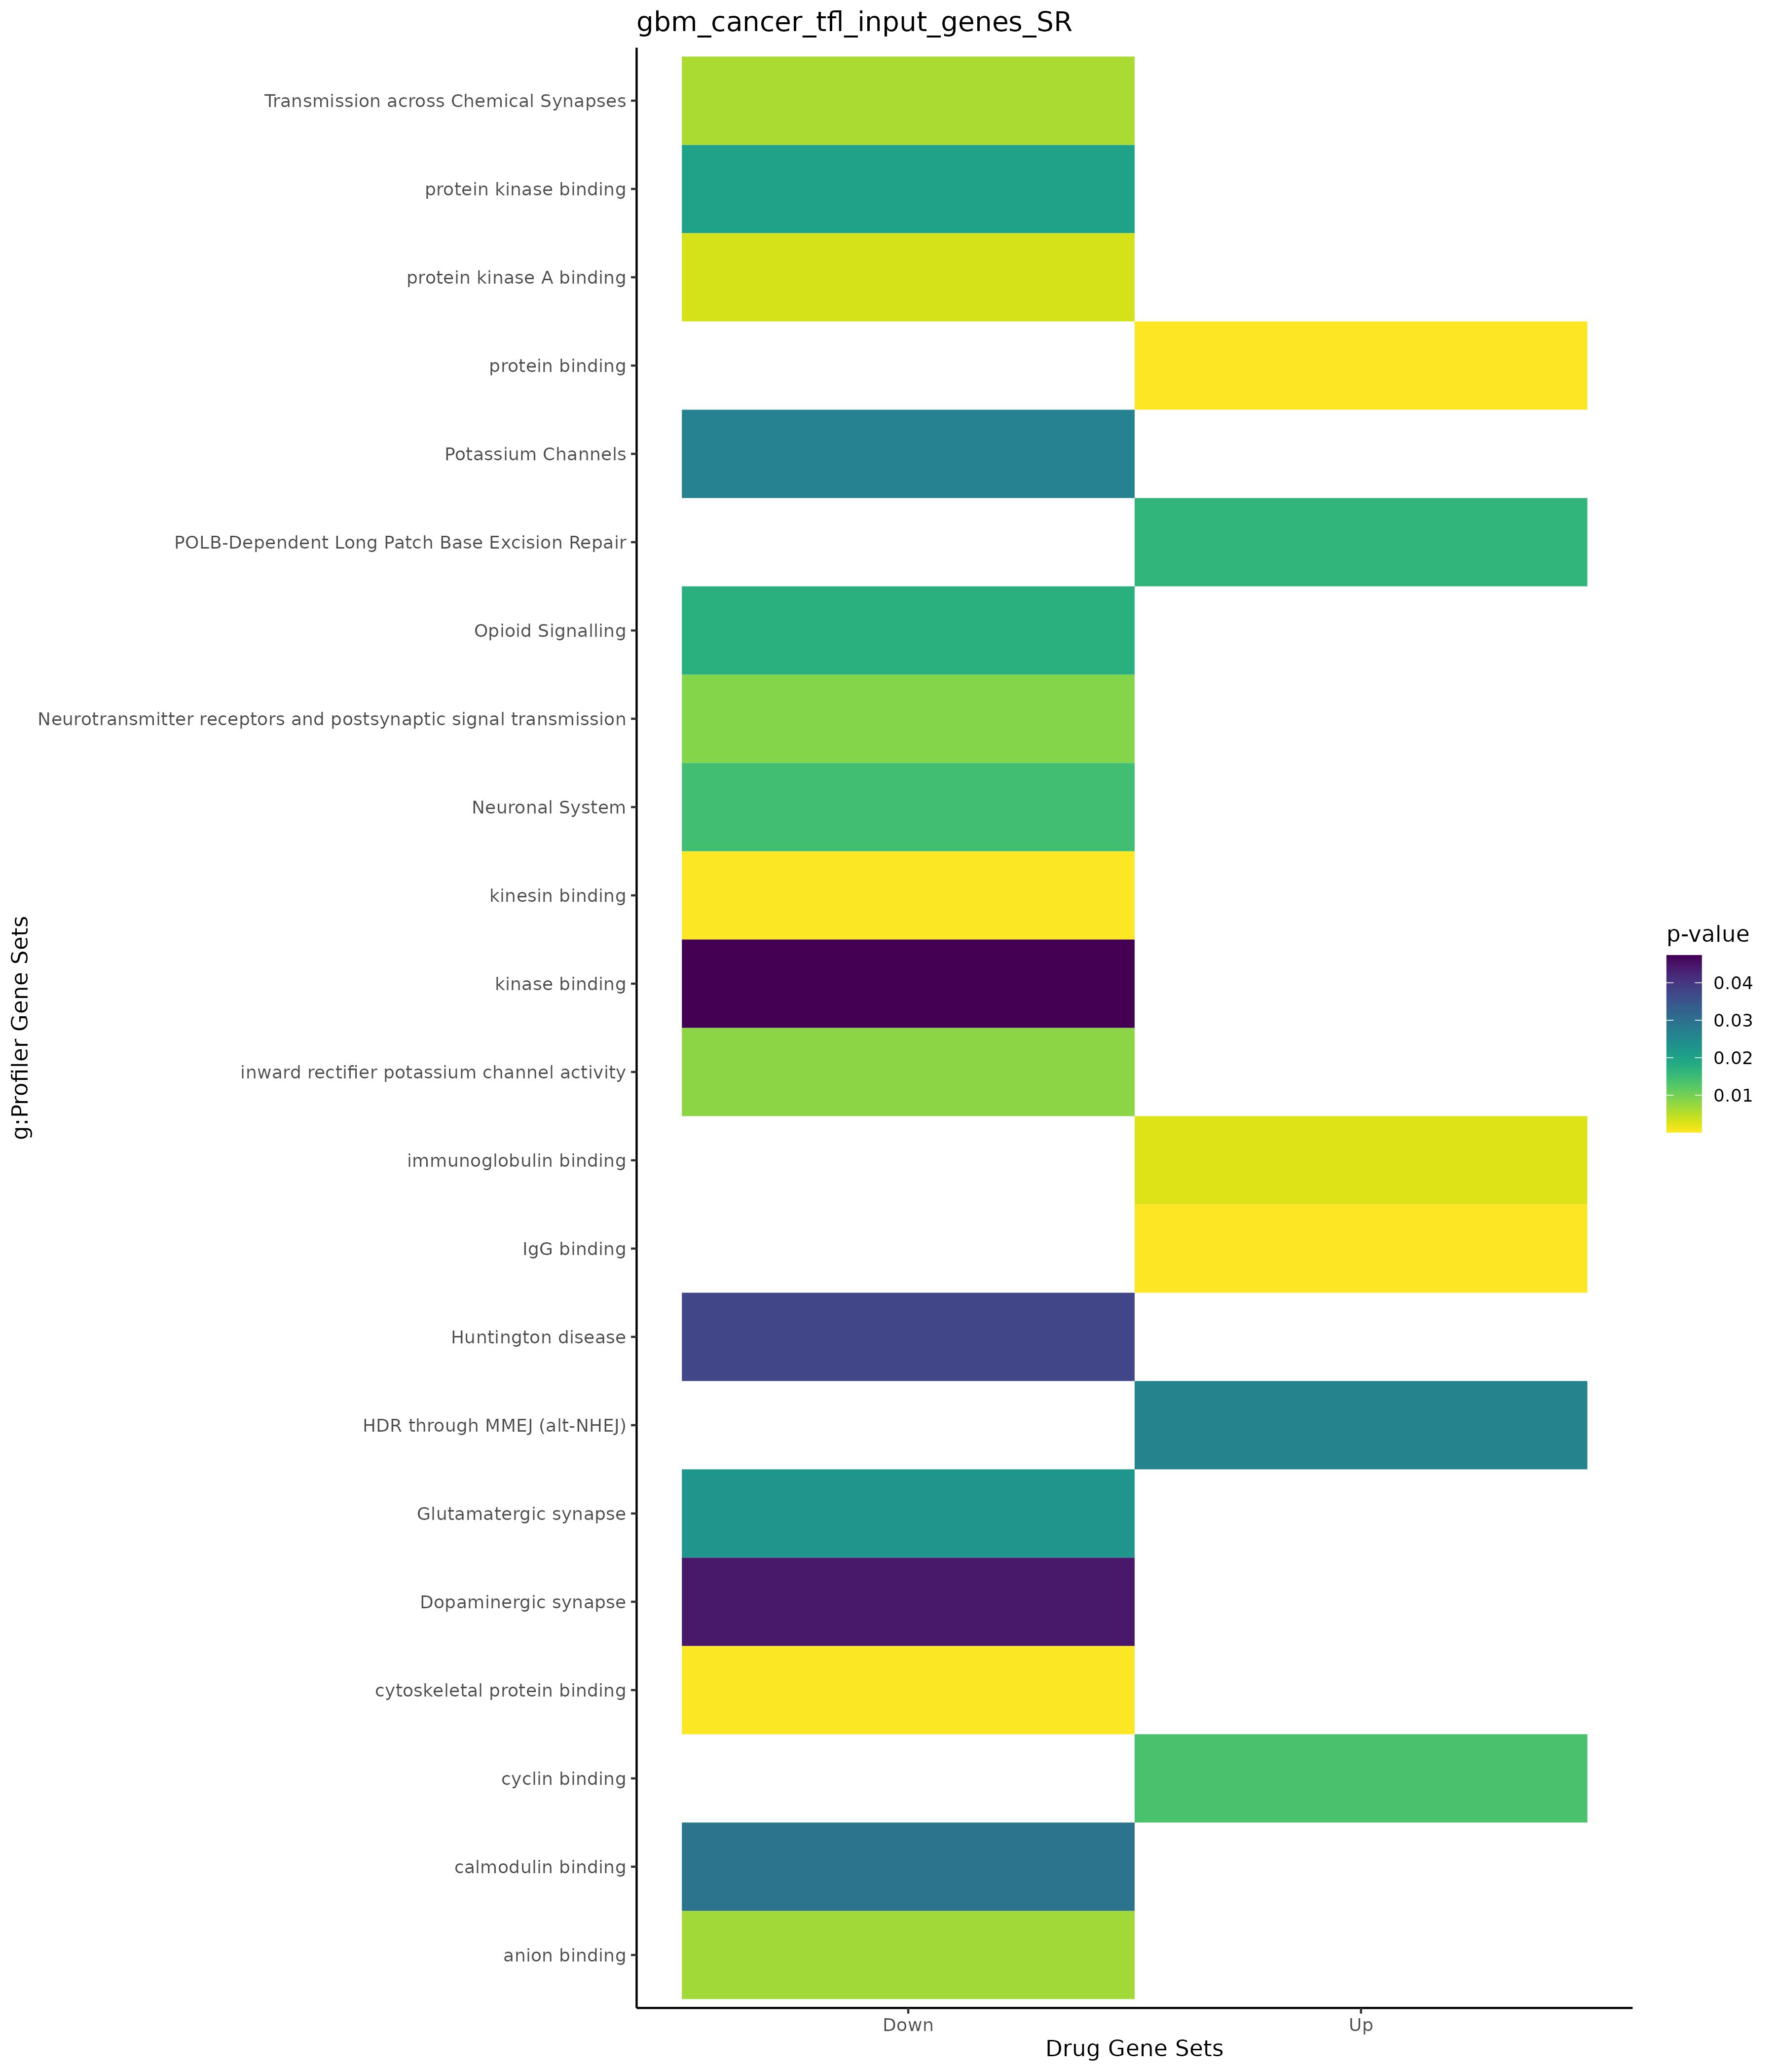 gbm_cancer_tfl_input_genes_SR
Transmission across Chemical Synapses
protein kinase binding
protein kinase A binding
protein binding
Potassium Channels
POLB-Dependent Long Patch Base Excision Repair
Opioid Signalling
Neurotransmitter receptors and postsynaptic signal transmission
Neuronal System
kinesin binding
kinase binding
inward rectifier potassium channel activity
immunoglobulin binding
IgG binding
Huntington disease
HDR through MMEJ (alt-NHEJ)
Glutamatergic synapse
Dopaminergic synapse
cytoskeletal protein binding
cyclin binding
calmodulin binding
anion binding
g:Profiler Gene Sets
Down Up
Drug Gene Sets
p-value
0.04
0.03
0.02
0.01